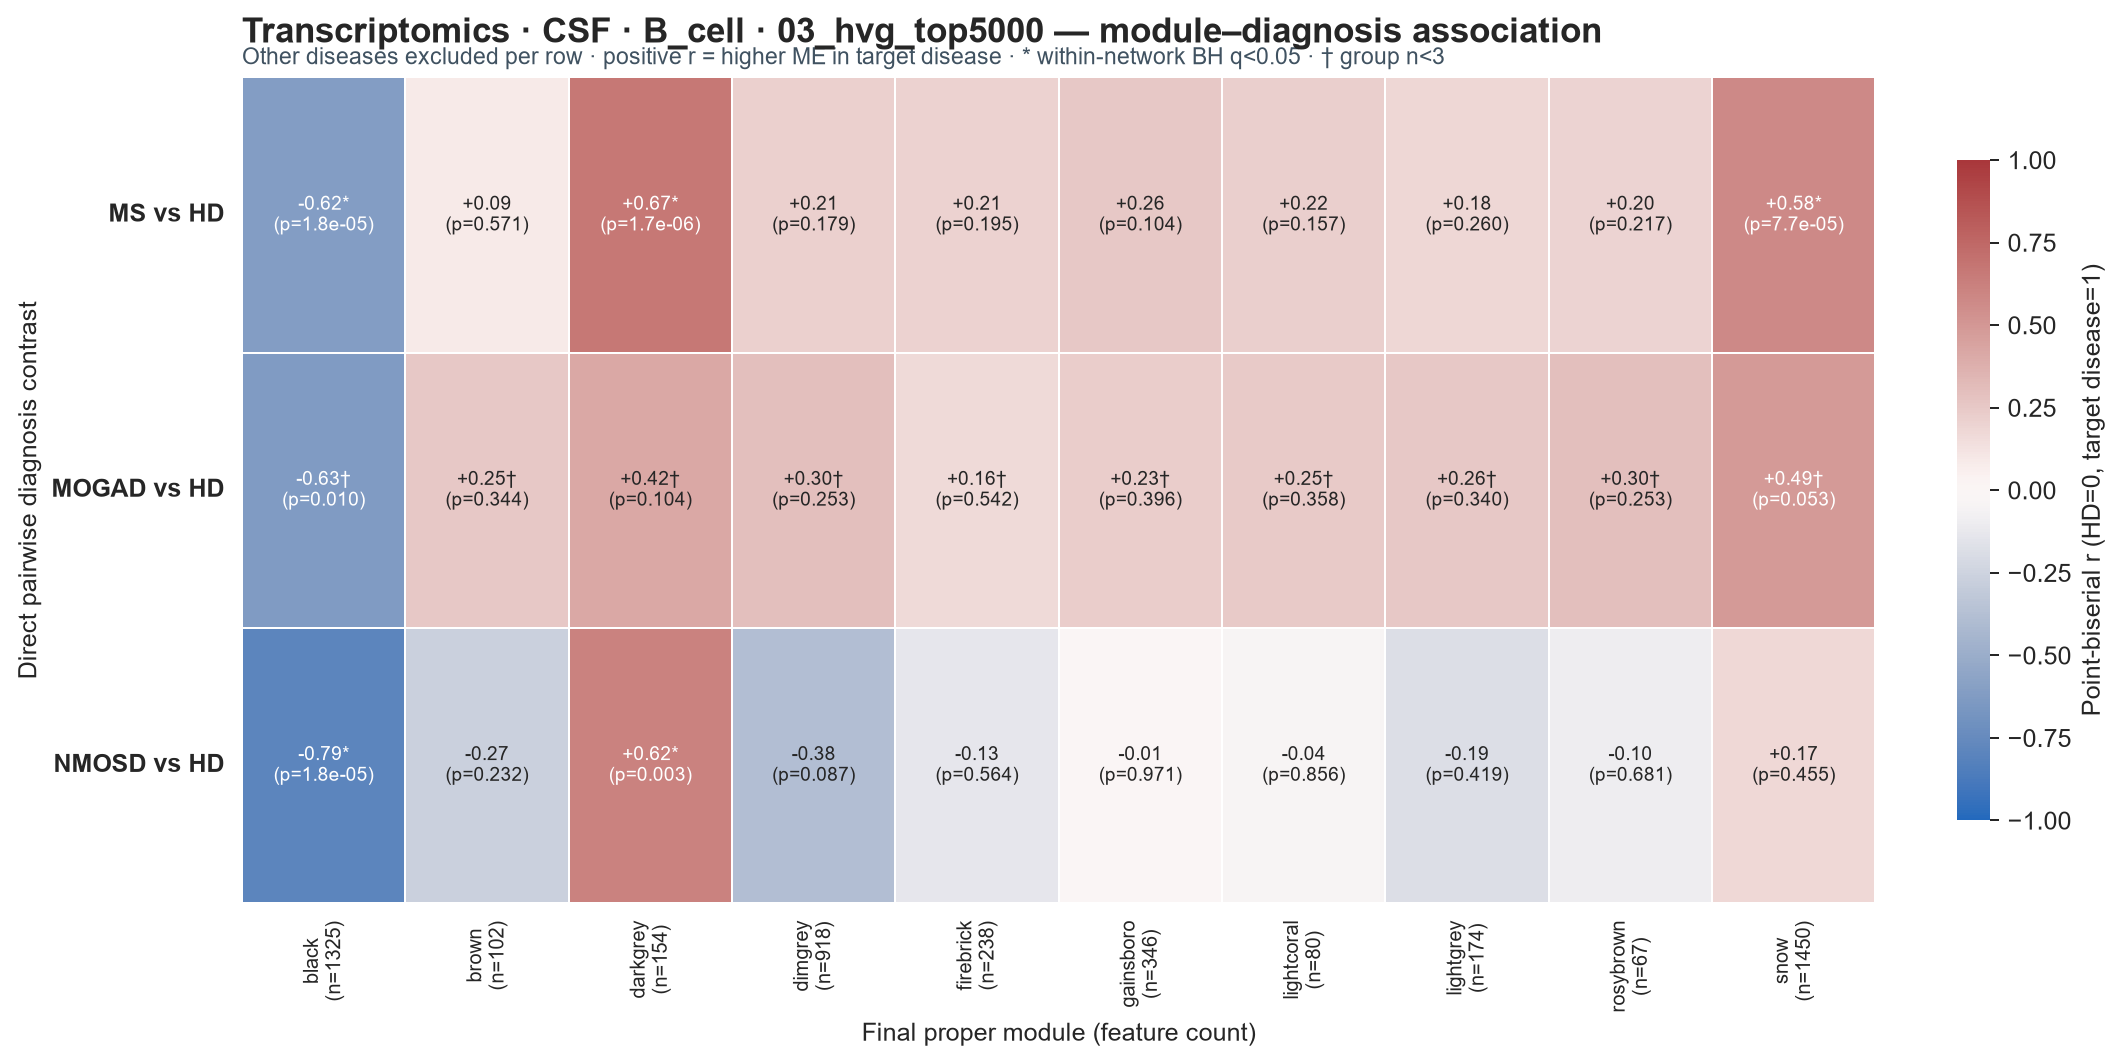 Transcriptomics · CSF · B_cell · 03_hvg_top5000 — module–diagnosis association
Other diseases excluded per row · positive r = higher ME in target disease · * within-network BH q<0.05 · † group n<3
Direct pairwise diagnosis contrast
MS vs HD
-0.62*
(p=1.8e-05)
+0.09
(p=0.571)
+0.67*
(p=1.7e-06)
+0.21
(p=0.179)
+0.21
(p=0.195)
+0.26
(p=0.104)
+0.22
(p=0.157)
+0.18
(p=0.260)
+0.20
(p=0.217)
+0.58*
(p=7.7e-05)
MOGAD vs HD
-0.63†
(p=0.010)
+0.25†
(p=0.344)
+0.42†
(p=0.104)
+0.30†
(p=0.253)
+0.16†
(p=0.542)
+0.23†
(p=0.396)
+0.25†
(p=0.358)
+0.26†
(p=0.340)
+0.30†
(p=0.253)
+0.49†
(p=0.053)
NMOSD vs HD
-0.79*
(p=1.8e-05)
-0.27
(p=0.232)
+0.62*
(p=0.003)
-0.38
(p=0.087)
-0.13
(p=0.564)
-0.01
(p=0.971)
-0.04
(p=0.856)
-0.19
(p=0.419)
-0.10
(p=0.681)
+0.17
(p=0.455)
black
(n=1325)
brown
(n=102)
darkgrey
(n=154)
dimgrey
(n=918)
firebrick
(n=238)
gainsboro
(n=346)
lightcoral
(n=80)
lightgrey
(n=174)
rosybrown
(n=67)
snow
(n=1450)
Final proper module (feature count)
1.00
0.75
0.50
0.25
0.00
−0.25
−0.50
−0.75
−1.00
Point-biserial r (HD=0, target disease=1)